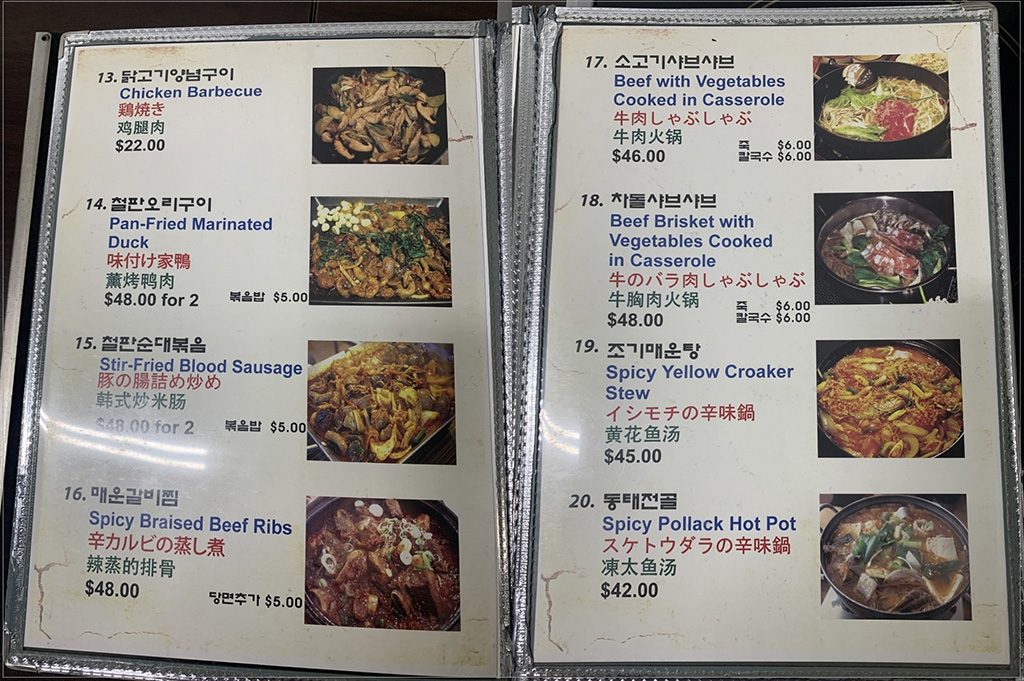 13. 닭고기양념구이
Chicken Barbecue
鶏焼き
鸡腿肉
$22.00
14. 철판오리구이
Pan-Fried Marinated
Duck
味付け家鴨
薰烤鸭肉
$48.00 for 2 볶음밥 $5.00
15. 철판순대볶음
Stir-Fried Blood Sausage
豚の腸詰め炒め
韩式炒米肠
$48.00 for 2 볶음밥 $5.00
16. 매운갈비찜
Spicy Braised Beef Ribs
辛カルビの蒸し煮
辣蒸的排骨
$48.00 당면추가 $5.00
17. 소고기샤브샤브
Beef with Vegetables
Cooked in Casserole
牛肉しゃぶしゃぶ
牛肉火锅
$46.00 죽 $6.00
칼국수 $6.00
18. 차돌샤브샤브
Beef Brisket with
Vegetables Cooked
in Casserole
牛のバラ肉しゃぶしゃぶ
牛胸肉火锅
$48.00 죽 $6.00
칼국수 $6.00
19. 조기매운탕
Spicy Yellow Croaker
Stew
イシモチの辛味鍋
黄花鱼汤
$45.00
20. 동태전골
Spicy Pollack Hot Pot
スケトウダラの辛味鍋
凍太鱼汤
$42.00